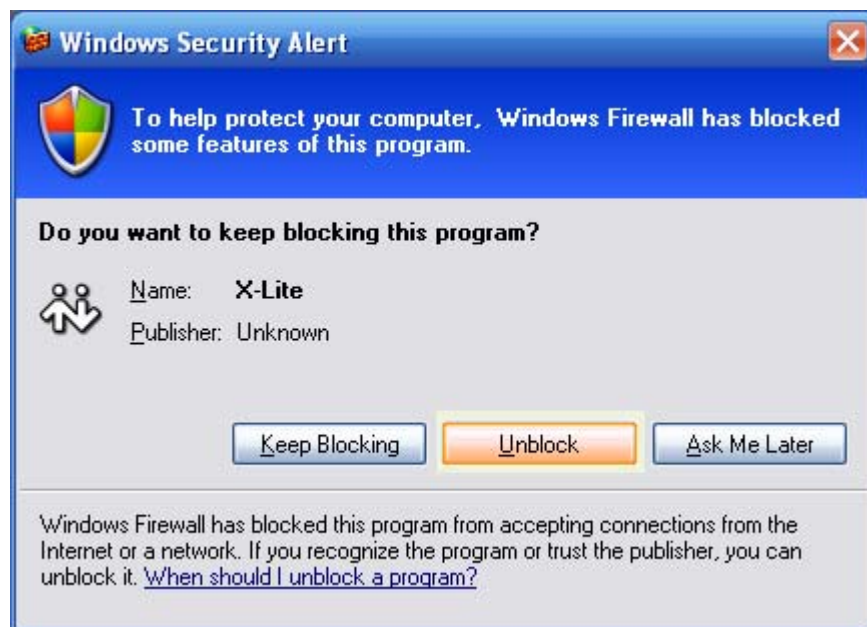 Windows Security Alert
To help protect your computer, Windows Firewall has blocked
some features of this program.
Do you want to keep blocking this program?
Name: X-Lite
Publisher: Unknown
Keep Blocking Unblock Ask Me Later
Windows Firewall has blocked this program from accepting connections from the
Internet or a network. If you recognize the program or trust the publisher, you can
unblock it. When should I unblock a program?